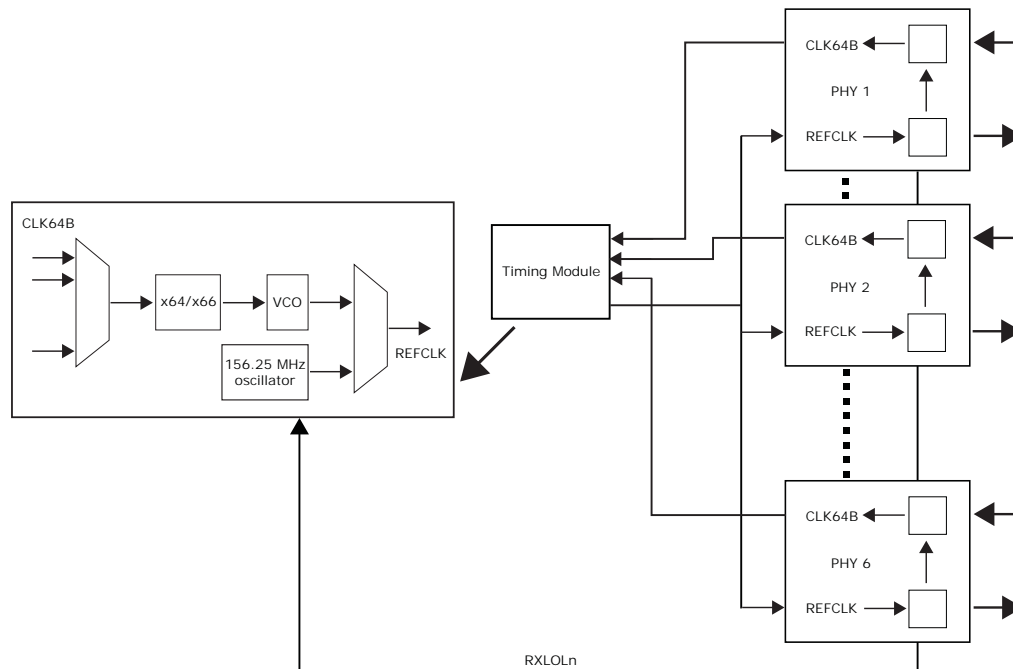 CLK64B
x64/x66
VCO
156.25 MHz
oscillator
REFCLK
Timing Module
CLK64B
PHY 1
REFCLK
CLK64B
PHY 2
REFCLK
CLK64B
PHY 6
REFCLK
RXLOLn